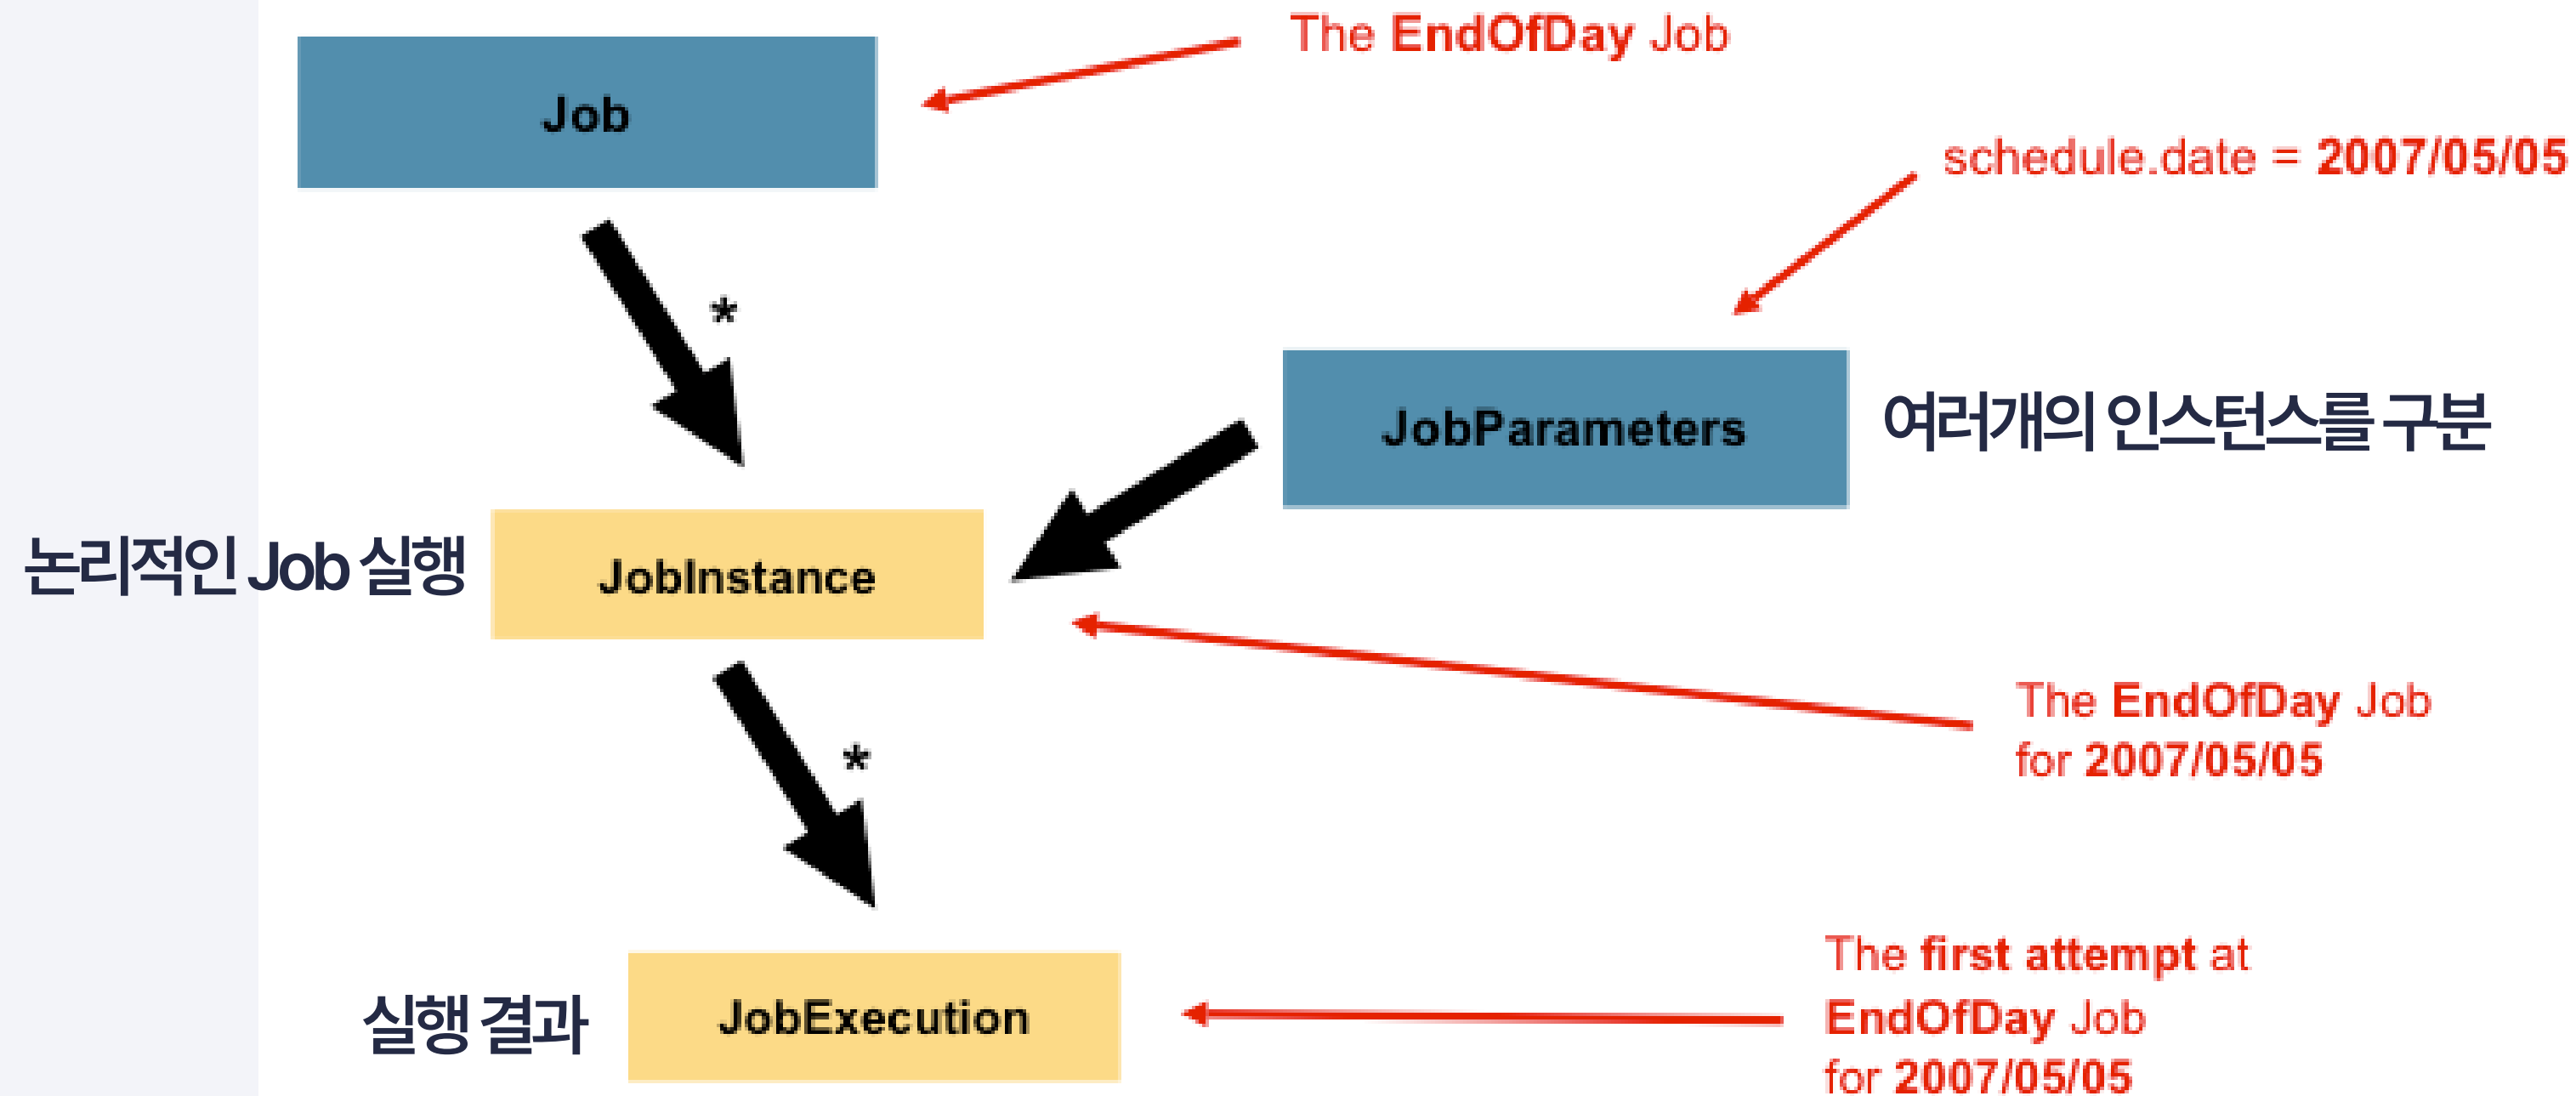 The EndOfDay Job
Job
schedule.date = 2007/05/05
*
JobParameters
여러개의 인스턴스를 구분
논리적인 Job 실행
JobInstance
The EndOfDay Job
for 2007/05/05
*
The first attempt at
EndOfDay Job
for 2007/05/05
실행 결과
JobExecution